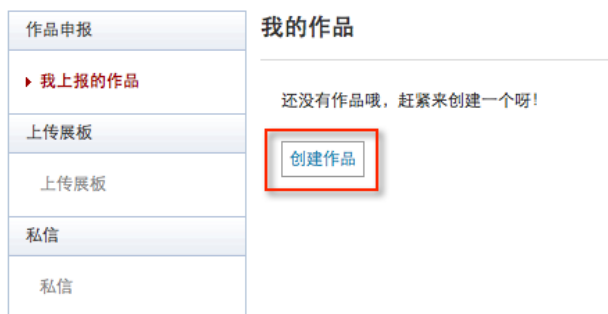 作品申报
我上报的作品
上传展板
上传展板
私信
私信
我的作品
还没有作品哦，赶紧来创建一个呀！
创建作品